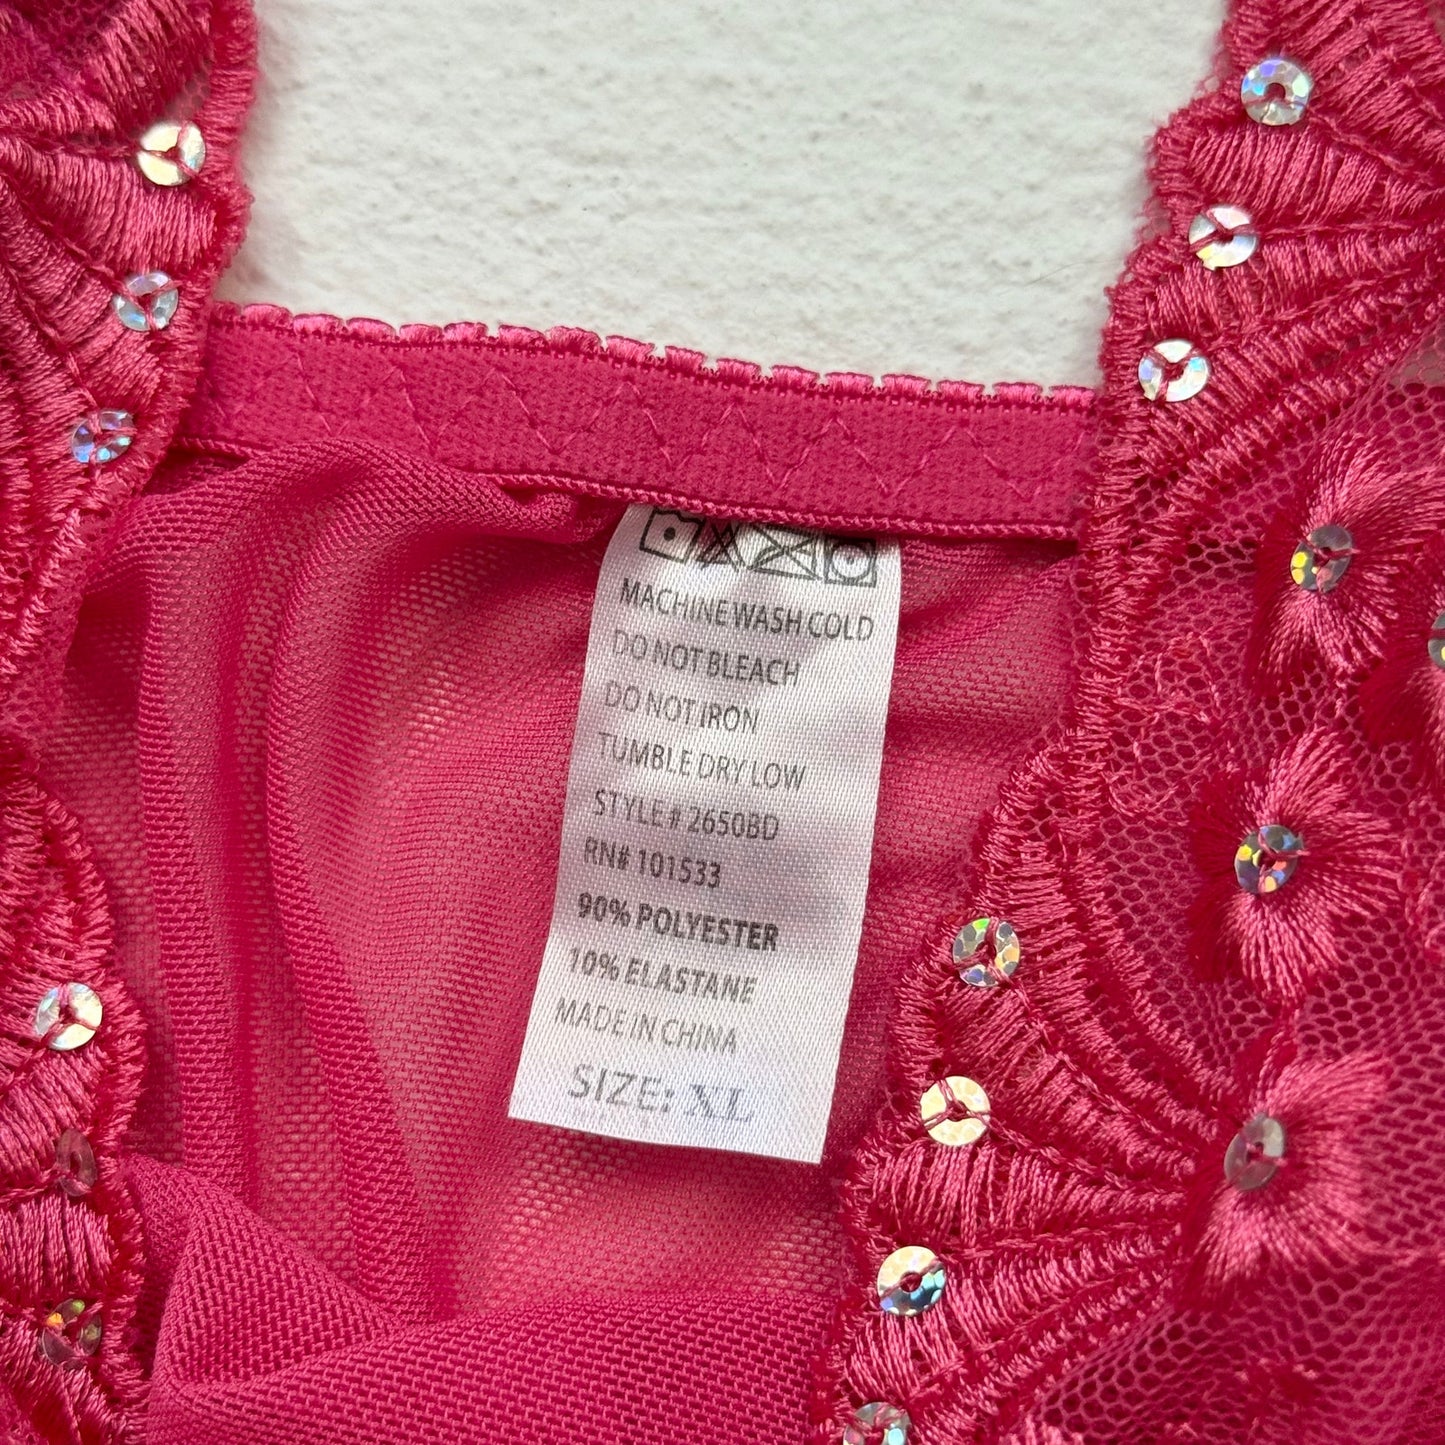 MACHINE WASH COLD
DO NOT BLEACH
DO NOT IRON
TUMBLE DRY LOW
STYLE # 2650BD
RN# 101533
90% POLYESTER
10% ELASTANE
MADE IN CHINA
SIZE: XL